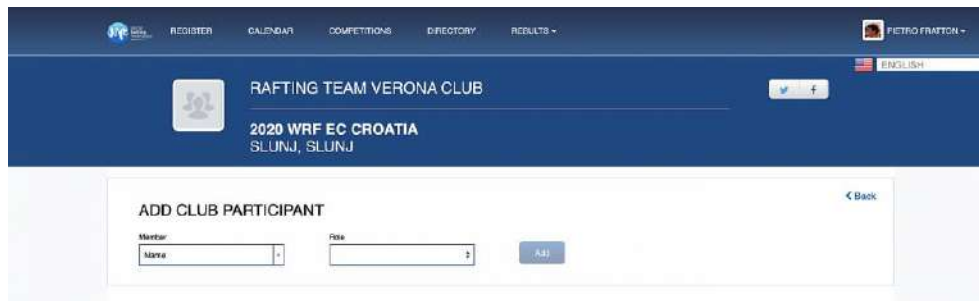 REGISTER CALENDAR COMPETITIONS DIRECTORY RESULTS
PIETRO FRATTON
ENGLISH
RAFTING TEAM VERONA CLUB
2020 WRF EC CROATIA
SLUNJ, SLUNJ
Back
ADD CLUB PARTICIPANT
Member Role
Name
Add